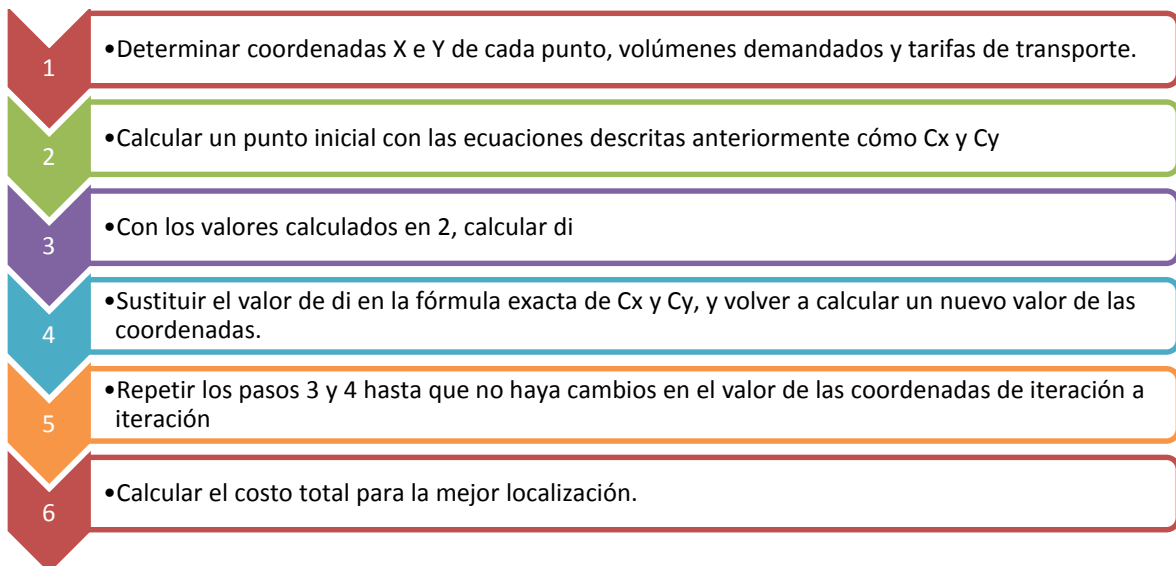 1
•Determinar coordenadas X e Y de cada punto, volúmenes demandados y tarifas de transporte.
2
•Calcular un punto inicial con las ecuaciones descritas anteriormente cómo Cx y Cy
3
•Con los valores calculados en 2, calcular di
4
•Sustituir el valor de di en la fórmula exacta de Cx y Cy, y volver a calcular un nuevo valor de las
coordenadas.
5
•Repetir los pasos 3 y 4 hasta que no haya cambios en el valor de las coordenadas de iteración a
iteración
6
•Calcular el costo total para la mejor localización.